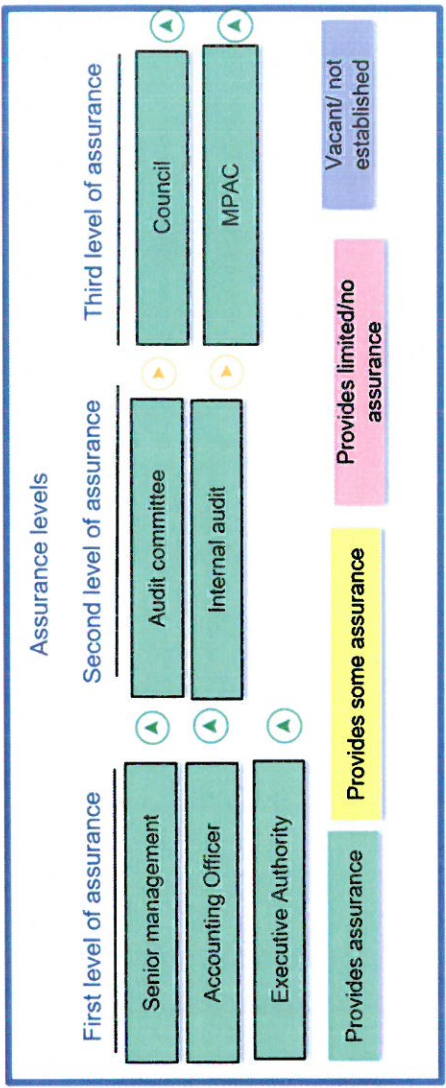 Assurance levels
First level of assurance
Second level of assurance
Third level of assurance
Senior management
Audit committee
Council
Accounting Officer
Internal audit
MPAC
Executive Authority
Provides assurance
Provides some assurance
Provides limited/no
assurance
Vacant/ not
established